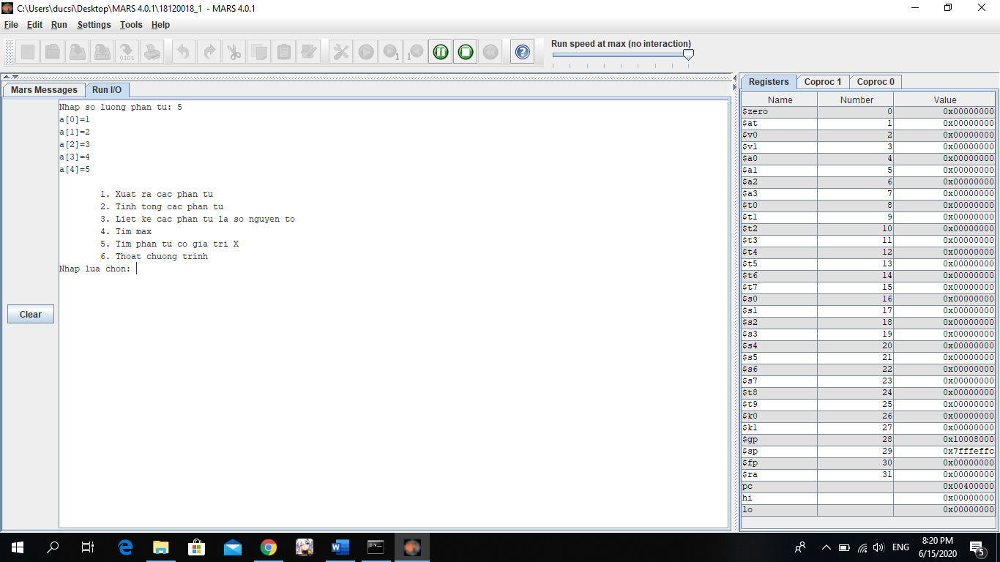 C:\Users\ducsi\Desktop\MARS 4.0.1\18120018_1 - MARS 4.0.1
File Edit Run Settings Tools Help
Run speed at max (no interaction)
Mars Messages Run I/O
Nhap so luong phan tu: 5
a[0]=1
a[1]=2
a[2]=3
a[3]=4
a[4]=5
1. Xuat ra cac phan tu
2. Tinh tong cac phan tu
3. Liet ke cac phan tu la so nguyen to
4. Tim max
5. Tim phan tu co gia tri X
6. Thoat chuong trinh
Nhap lua chon:
Clear
Registers Coproc 1 Coproc 0
Name Number Value
$zero 0 0x00000000
$at 1 0x00000000
$v0 2 0x00000000
$v1 3 0x00000000
$a0 4 0x00000000
$a1 5 0x00000000
$a2 6 0x00000000
$a3 7 0x00000000
$t0 8 0x00000000
$t1 9 0x00000000
$t2 10 0x00000000
$t3 11 0x00000000
$t4 12 0x00000000
$t5 13 0x00000000
$t6 14 0x00000000
$t7 15 0x00000000
$s0 16 0x00000000
$s1 17 0x00000000
$s2 18 0x00000000
$s3 19 0x00000000
$s4 20 0x00000000
$s5 21 0x00000000
$s6 22 0x00000000
$s7 23 0x00000000
$t8 24 0x00000000
$t9 25 0x00000000
$k0 26 0x00000000
$k1 27 0x00000000
$gp 28 0x10008000
$sp 29 0x7fffeffc
$fp 30 0x00000000
$ra 31 0x00000000
pc 0x00400000
hi 0x00000000
lo 0x00000000
ENG
8:20 PM
6/15/2020
5